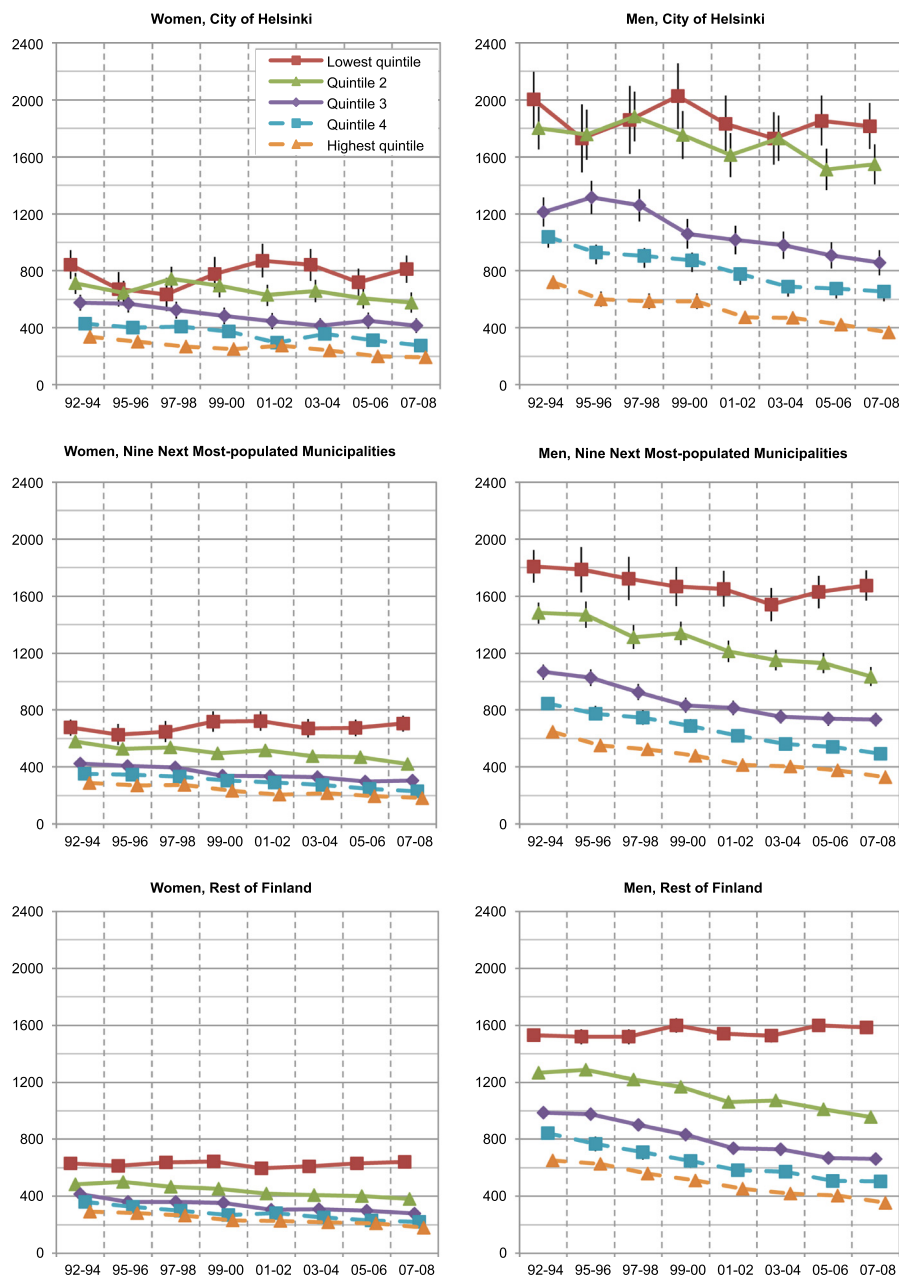 Women, City of Helsinki
2400
2000
1600
1200
800
400
0
Lowest quintile
Quintile 2
Quintile 3
Quintile 4
Highest quintile
92-94 95-96 97-98 99-00 01-02 03-04 05-06 07-08
Men, City of Helsinki
2400
2000
1600
1200
800
400
0
92-94 95-96 97-98 99-00 01-02 03-04 05-06 07-08
Women, Nine Next Most-populated Municipalities
2400
2000
1600
1200
800
400
0
92-94 95-96 97-98 99-00 01-02 03-04 05-06 07-08
Men, Nine Next Most-populated Municipalities
2400
2000
1600
1200
800
400
0
92-94 95-96 97-98 99-00 01-02 03-04 05-06 07-08
Women, Rest of Finland
2400
2000
1600
1200
800
400
0
92-94 95-96 97-98 99-00 01-02 03-04 05-06 07-08
Men, Rest of Finland
2400
2000
1600
1200
800
400
0
92-94 95-96 97-98 99-00 01-02 03-04 05-06 07-08